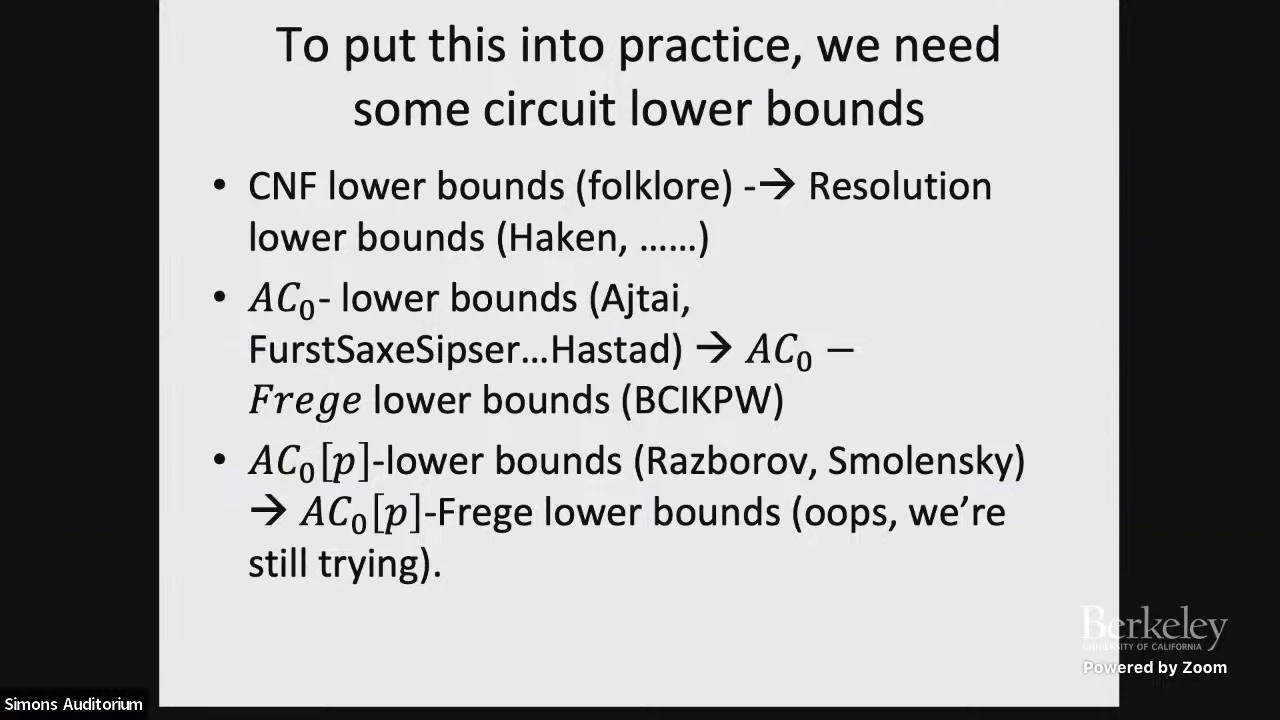 To put this into practice, we need
some circuit lower bounds
• CNF lower bounds (folklore) -→ Resolution
lower bounds (Haken, ……)
• AC₀- lower bounds (Ajtai,
FurstSaxeSipser…Hastad) → AC₀ −
Frege lower bounds (BCIKPW)
• AC₀[p]-lower bounds (Razborov, Smolensky)
→ AC₀[p]-Frege lower bounds (oops, we’re
still trying).
Berkeley
UNIVERSITY OF CALIFORNIA
Powered by Zoom
Simons Auditorium